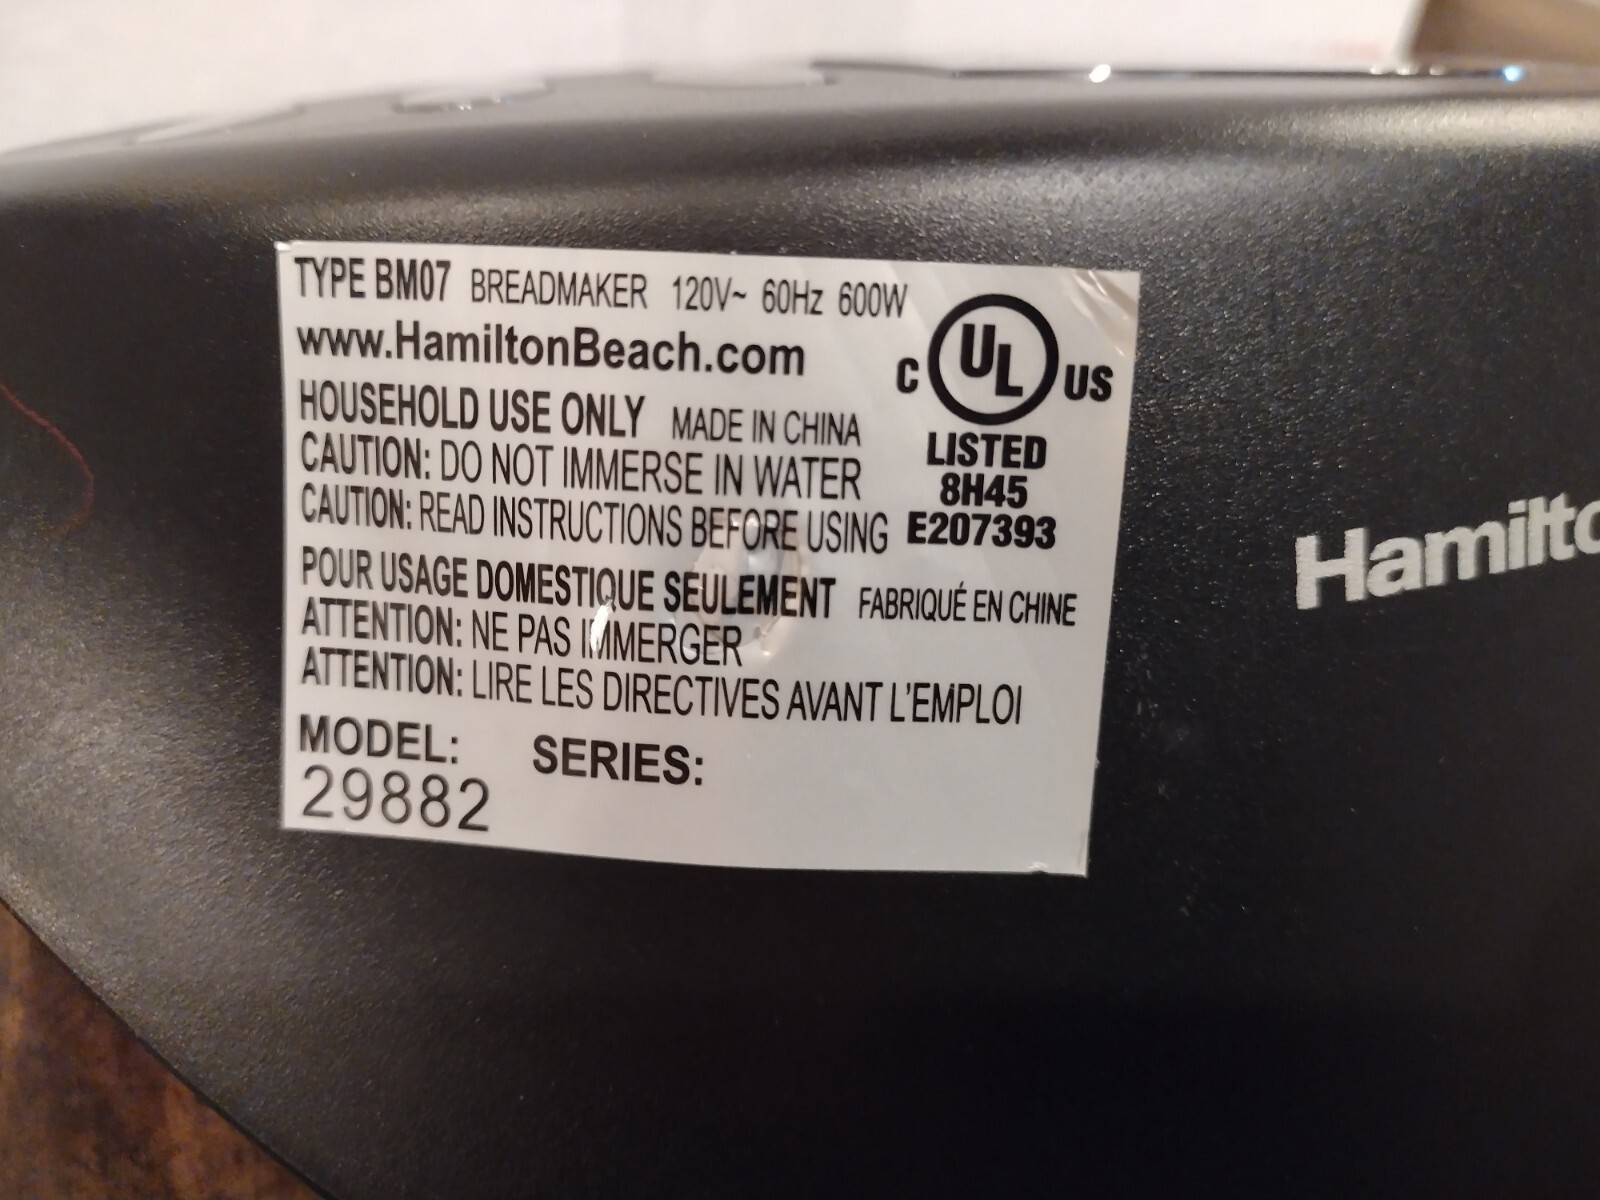 TYPE BM07 BREADMAKER 120V~ 60Hz 600W
www.HamiltonBeach.com
C UL US
HOUSEHOLD USE ONLY MADE IN CHINA
LISTED
CAUTION: DO NOT IMMERSE IN WATER
8H45
CAUTION: READ INSTRUCTIONS BEFORE USING
E207393
POUR USAGE DOMESTIQUE SEULEMENT FABRIQUÉ EN CHINE
ATTENTION: NE PAS IMMERGER
ATTENTION: LIRE LES DIRECTIVES AVANT L'EMPLOI
MODEL: SERIES:
29882
Hamilto